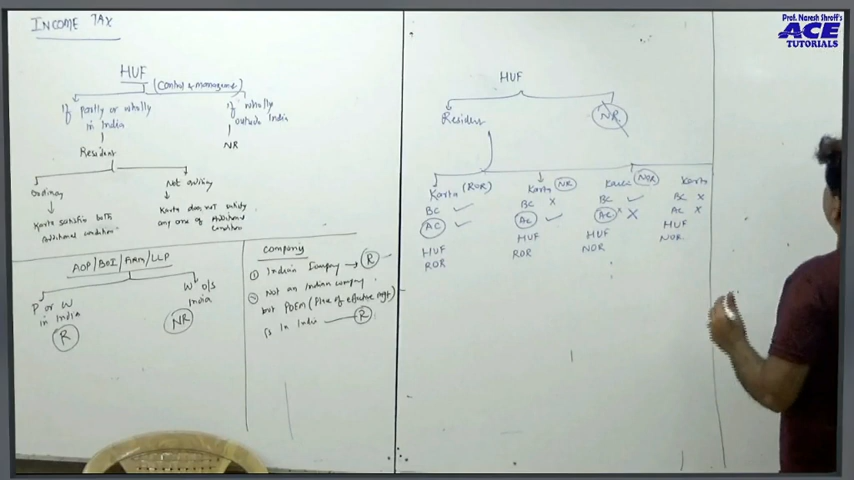 Prof. Naresh Shroff's
ACE
TUTORIALS
INCOME TAX
HUF
(Control & manageme)
If partly or wholly
in India
Resident
if wholly
outside India
NR
Ordinary
Karta satisfies both
Additional condition
Not ordinary
Karta does not satisfy
any one of Additional
Condition
AOP/BOI/FIRM/LLP
P or W
in India
R
W o/s
India
NR
Company
① Indian Company → R
② Not an Indian company
but POEM (Place of effective mgt)
is in India R
HUF
Resident
NR
Karta (ROR)
BC ✓
AC ✓
HUF
ROR
Karta NR
BC X
AC ✓
HUF
ROR
Karta NOR
BC ✓
AC X
HUF
NOR
Karta
BC X
AC X
HUF
NOR